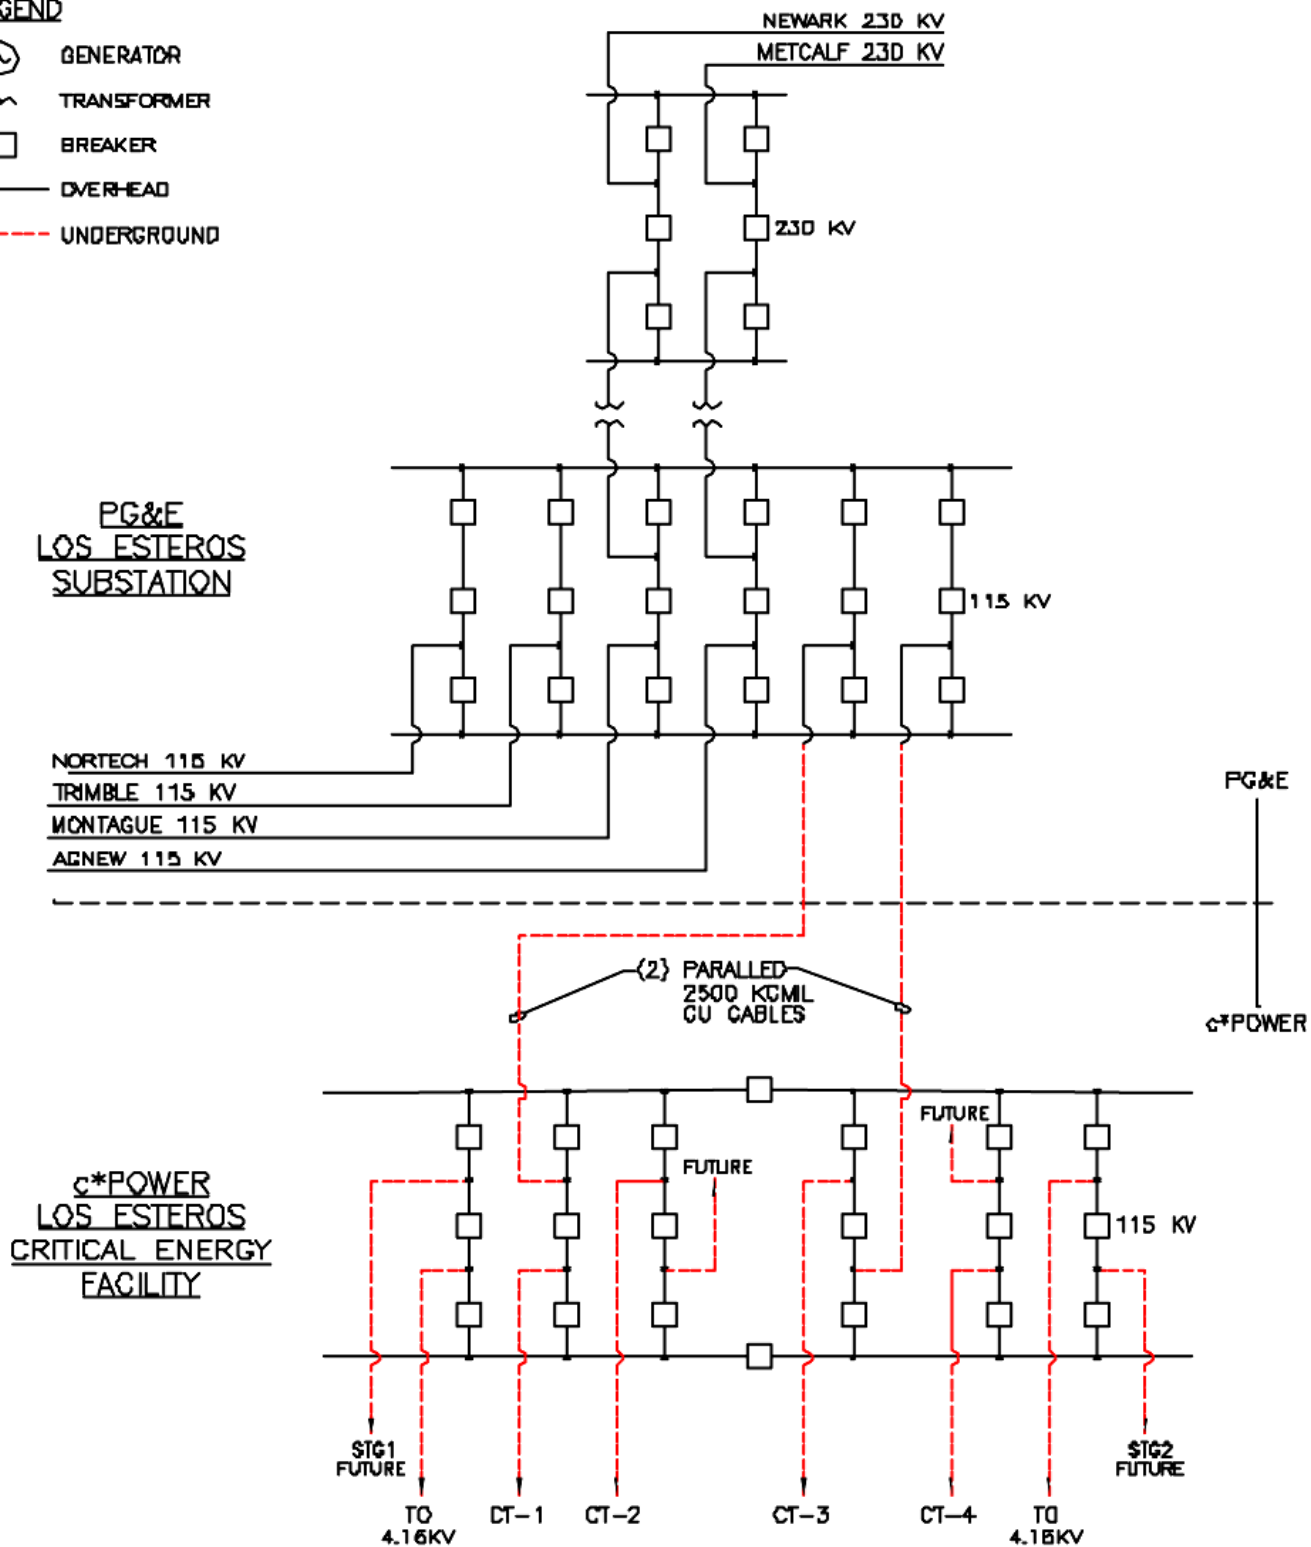 GEND
GENERATOR
TRANSFORMER
BREAKER
OVERHEAD
UNDERGROUND
NEWARK 230 KV
METCALF 230 KV
230 KV
PG&E
LOS ESTEROS
SUBSTATION
115 KV
NORTECH 115 KV
TRIMBLE 115 KV
MONTAGUE 115 KV
AGNEW 115 KV
PG&E
(2) PARALLED
2500 KCMIL
CU CABLES
c*POWER
FUTURE
FUTURE
c*POWER
LOS ESTEROS
CRITICAL ENERGY
FACILITY
115 KV
STG1
FUTURE
STG2
FUTURE
TO
4.16KV
CT-1
CT-2
CT-3
CT-4
TO
4.16KV